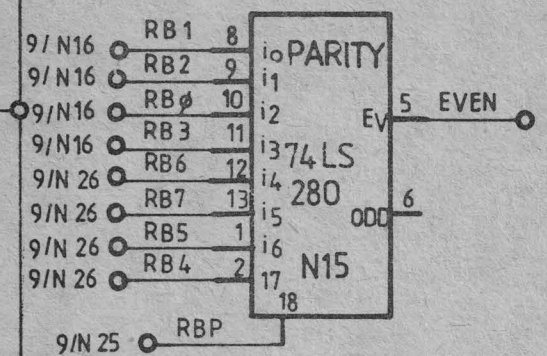 9/N16 RB1 8 i0 PARITY
9/N16 RB2 9 i1
9/N16 RBø 10 i2 EV 5 EVEN
9/N16 RB3 11 i3 74LS
9/N 26 RB6 12 i4 280
9/N 26 RB7 13 i5 ODD 6
9/N 26 RB5 1 i6
9/N 26 RB4 2 17 N15
18
9/N 25 RBP